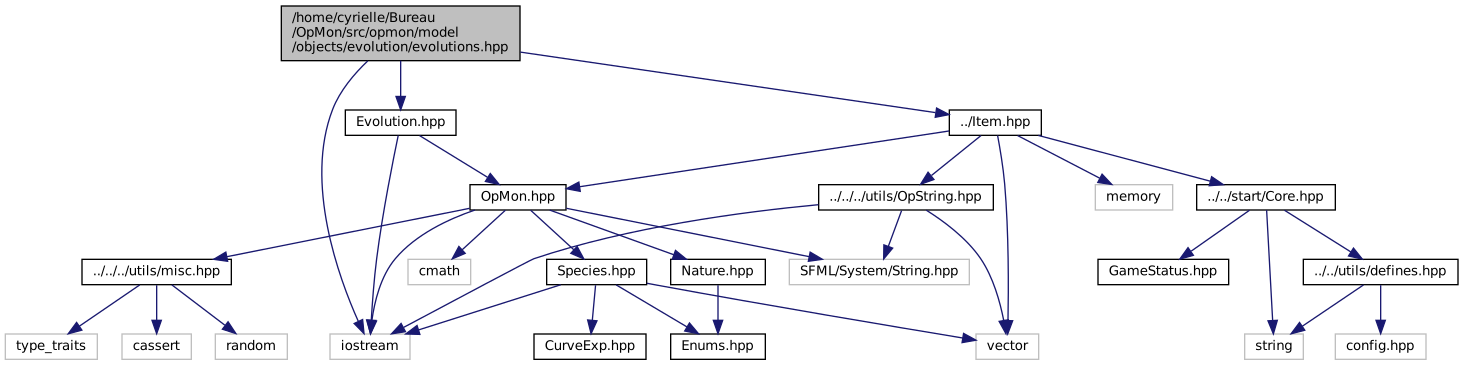 /home/cyrielle/Bureau
/OpMon/src/opmon/model
/objects/evolution/evolutions.hpp
Evolution.hpp
../Item.hpp
OpMon.hpp
../../../utils/OpString.hpp
memory
../../start/Core.hpp
../../../utils/misc.hpp
cmath
Species.hpp
Nature.hpp
SFML/System/String.hpp
GameStatus.hpp
../../utils/defines.hpp
type_traits
cassert
random
iostream
CurveExp.hpp
Enums.hpp
vector
string
config.hpp